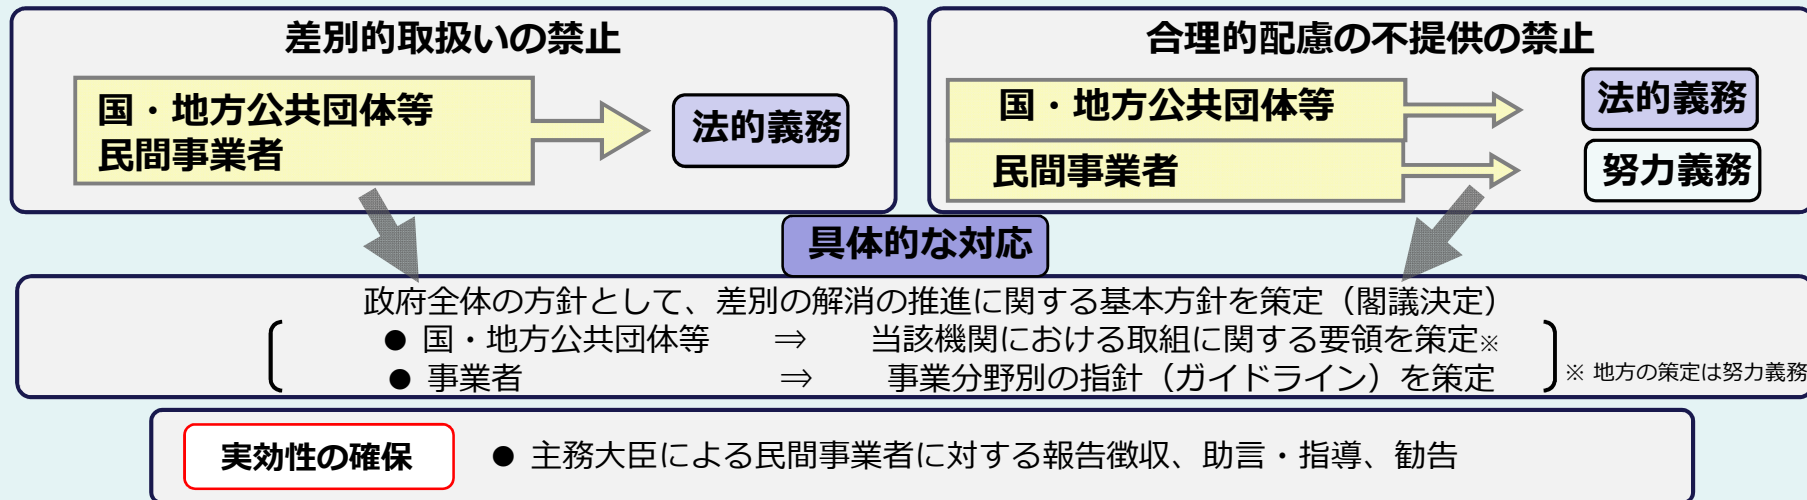 差別的取扱いの禁止
国・地方公共団体等
民間事業者
法的義務
合理的配慮の不提供の禁止
国・地方公共団体等
法的義務
民間事業者
努力義務
具体的な対応
政府全体の方針として、差別の解消の推進に関する基本方針を策定（閣議決定）
● 国・地方公共団体等 ⇒ 当該機関における取組に関する要領を策定※
● 事業者 ⇒ 事業分野別の指針（ガイドライン）を策定
※ 地方の策定は努力義務
実効性の確保
● 主務大臣による民間事業者に対する報告徴収、助言・指導、勧告